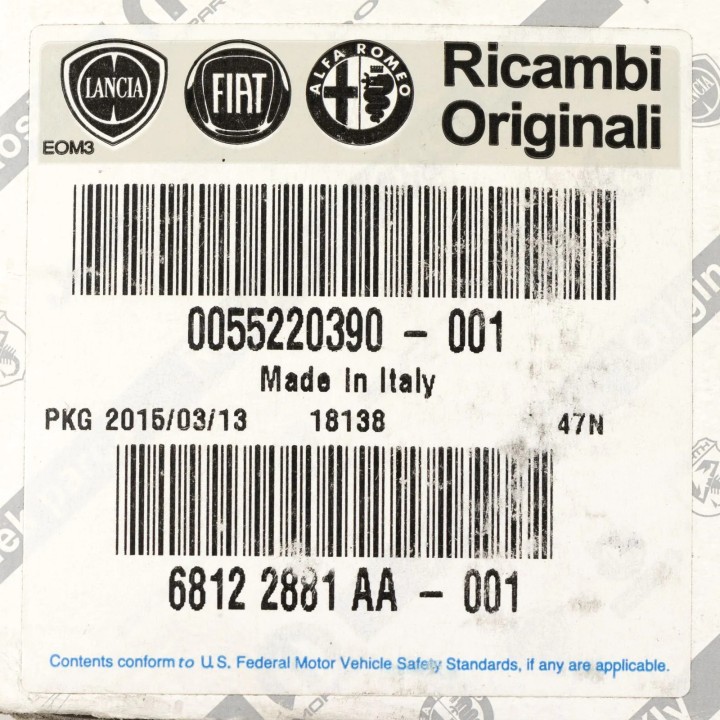 LANCIA FIAT ALFA ROMEO
Ricambi
Originali
EOM3
0055220390 - 001
Made In Italy
PKG 2015/03/13 18138 47N
6812 2881 AA - 001
Contents conform to U.S. Federal Motor Vehicle Safety Standards, if any are applicable.